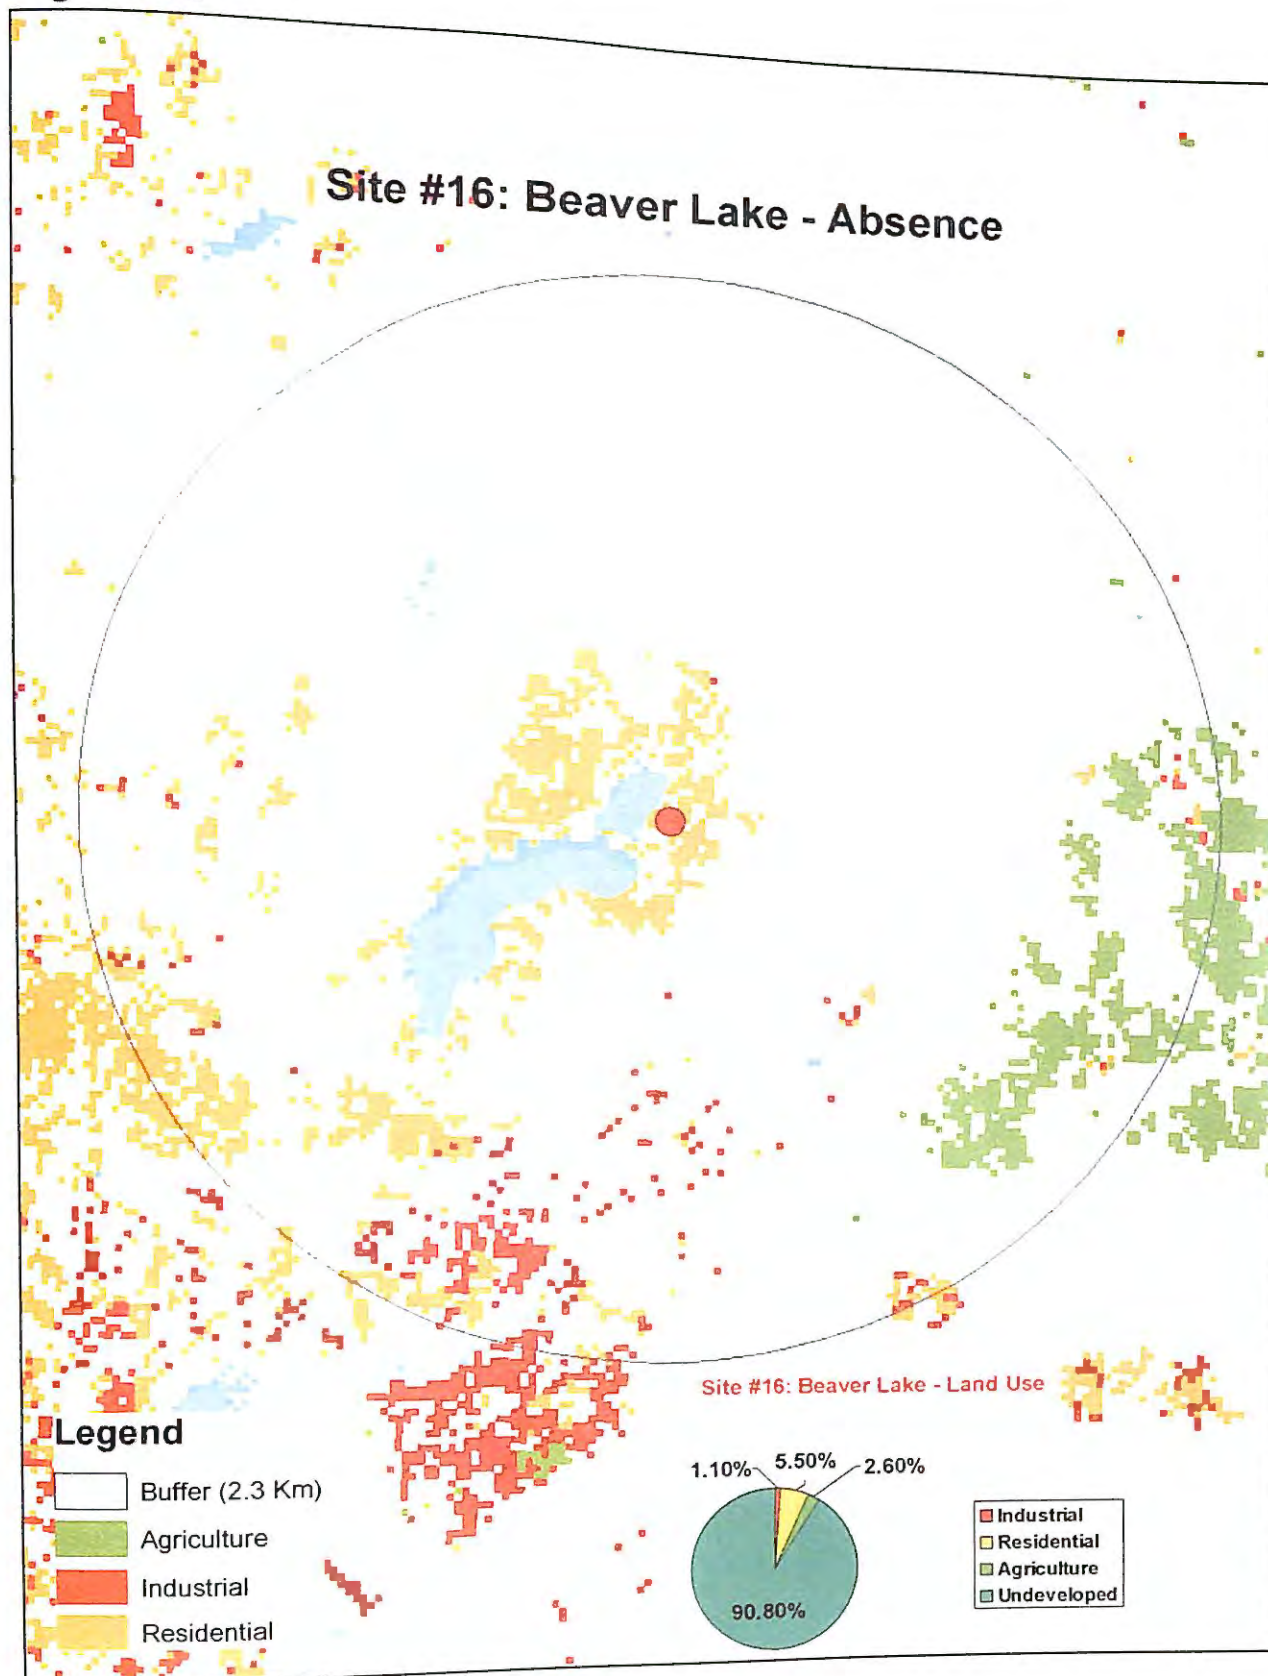 Site #16: Beaver Lake - Absence
Site #16: Beaver Lake - Land Use
Legend
Buffer (2.3 Km)
Agriculture
Industrial
Residential
1.10%
5.50%
2.60%
90.80%
Industrial
Residential
Agriculture
Undeveloped